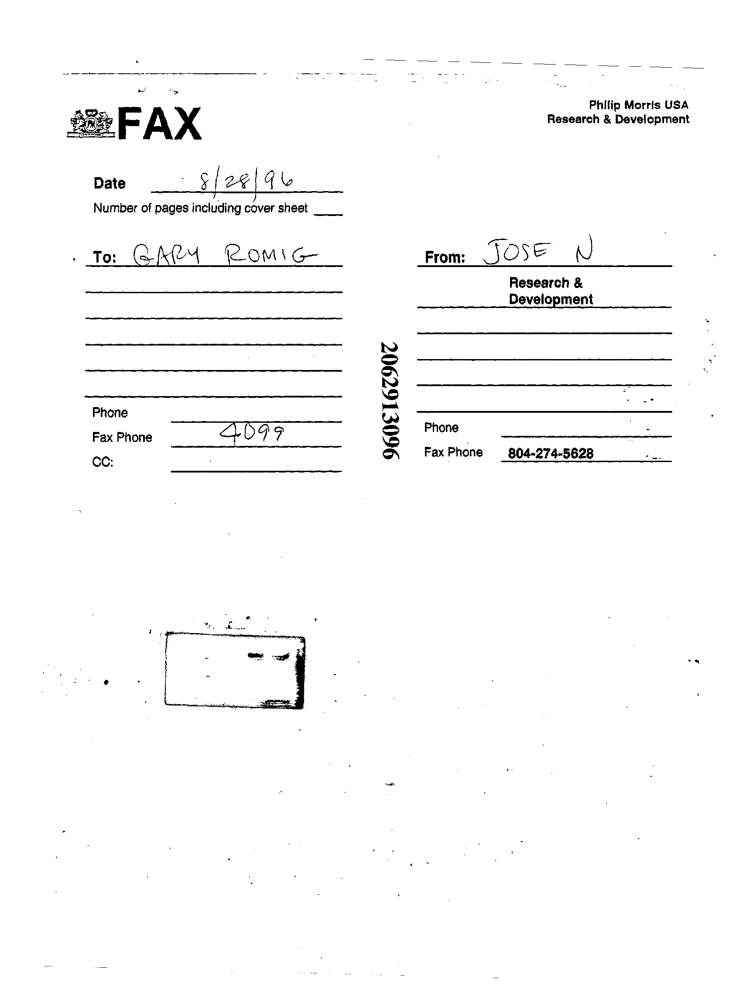 FAX
Philip Morris USA
Research & Development
Date 8/28/96
Number of pages including cover sheet
To: GARY ROMIG
From: JOSE N
Research &
Development
2062913096
Phone
Fax Phone 4099
CC:
Phone
Fax Phone 804-274-5628